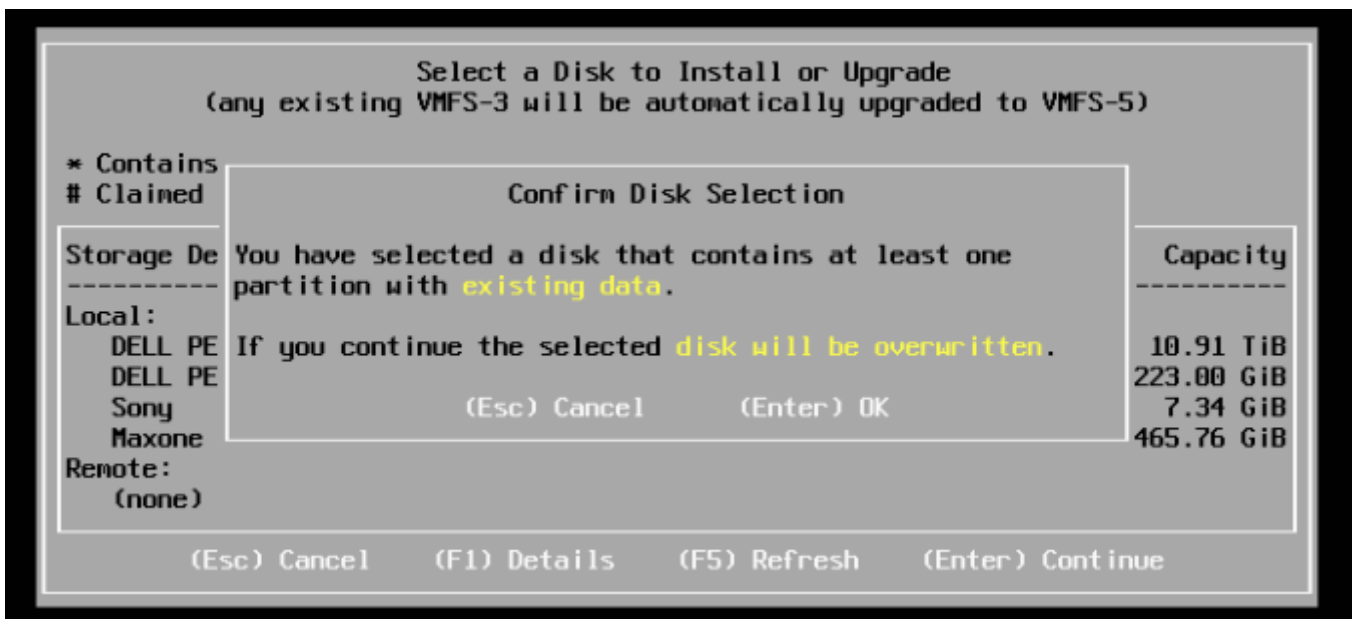 Select a Disk to Install or Upgrade
(any existing VMFS-3 will be automatically upgraded to VMFS-5)
* Contains
# Claimed
Confirm Disk Selection
Storage De
Capacity
You have selected a disk that contains at least one
partition with existing data.
---------- ----------
Local:
If you continue the selected disk will be overwritten.
DELL PE 10.91 TiB
DELL PE 223.00 GiB
(Esc) Cancel (Enter) OK
Sony 7.34 GiB
Maxone 465.76 GiB
Remote:
(none)
(Esc) Cancel (F1) Details (F5) Refresh (Enter) Continue